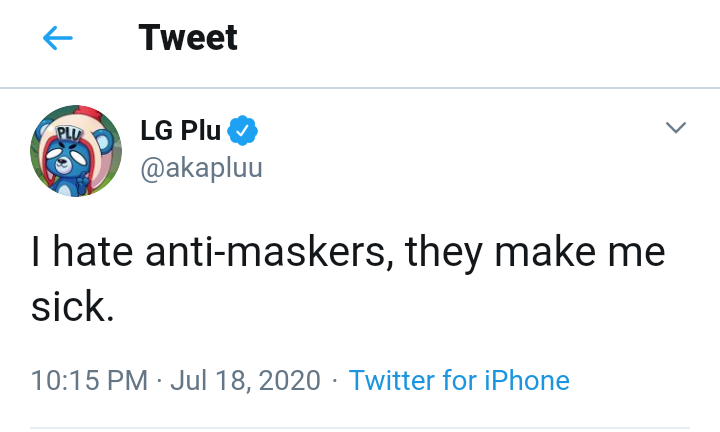 Tweet
PLU
LG Plu
@akapluu
I hate anti-maskers, they make me
sick.
10:15 PM · Jul 18, 2020 · Twitter for iPhone